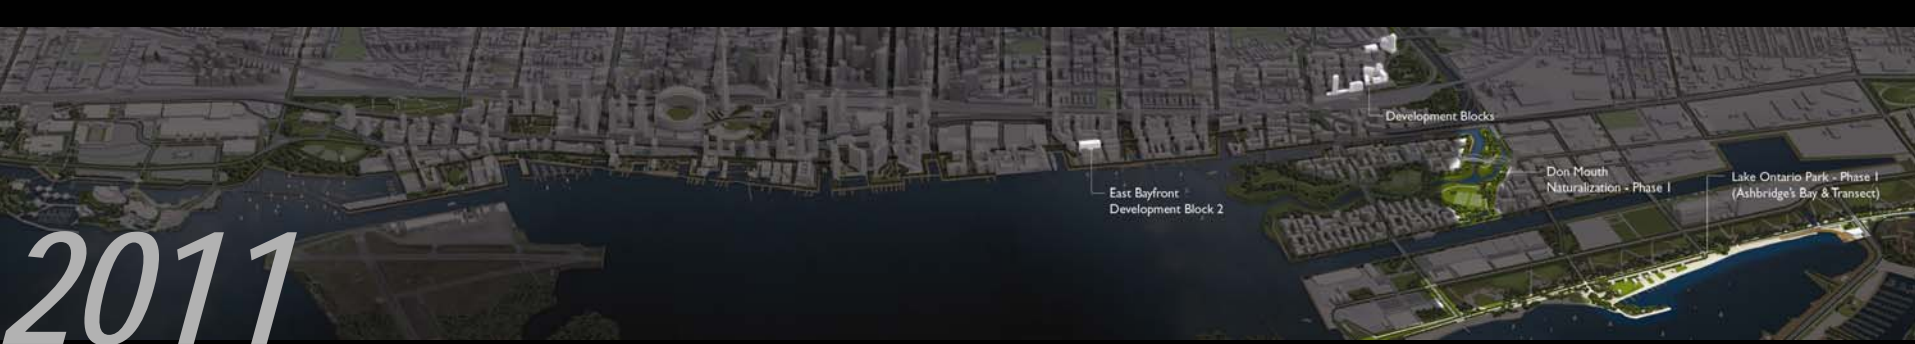 Development Blocks
Don Mouth
Naturalization - Phase 1
Lake Ontario Park - Phase 1
(Ashbridge's Bay & Transect)
East Bayfront
Development Block 2
2011